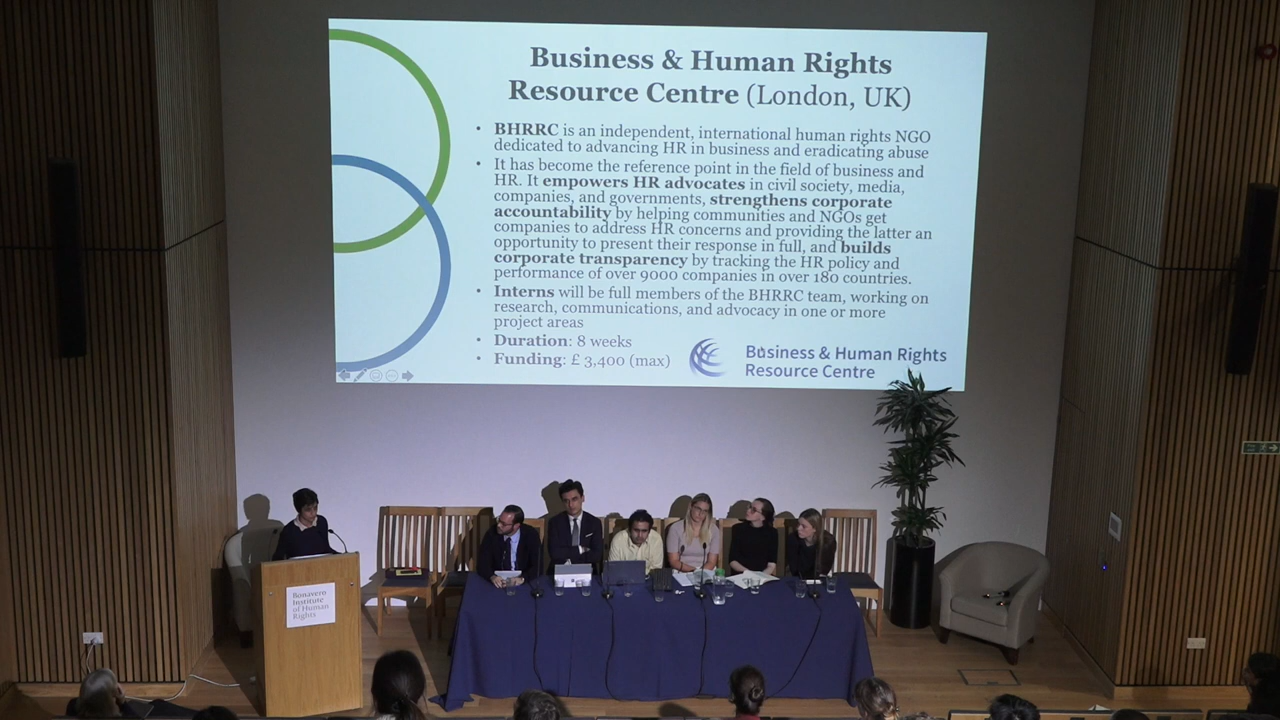 Business & Human Rights
Resource Centre (London, UK)
• BHRRC is an independent, international human rights NGO
dedicated to advancing HR in business and eradicating abuse
• It has become the reference point in the field of business and
HR. It empowers HR advocates in civil society, media,
companies, and governments, strengthens corporate
accountability by helping communities and NGOs get
companies to address HR concerns and providing the latter an
opportunity to present their response in full, and builds
corporate transparency by tracking the HR policy and
performance of over 9000 companies in over 180 countries.
• Interns will be full members of the BHRRC team, working on
research, communications, and advocacy in one or more
project areas
• Duration: 8 weeks
• Funding: £ 3,400 (max)
Business & Human Rights
Resource Centre
Bonavero
Institute
of Human
Rights